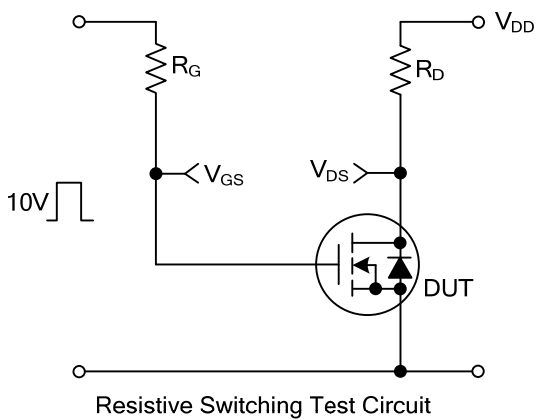 V_DD
R_G
R_D
V_GS
V_DS
10V
DUT
Resistive Switching Test Circuit